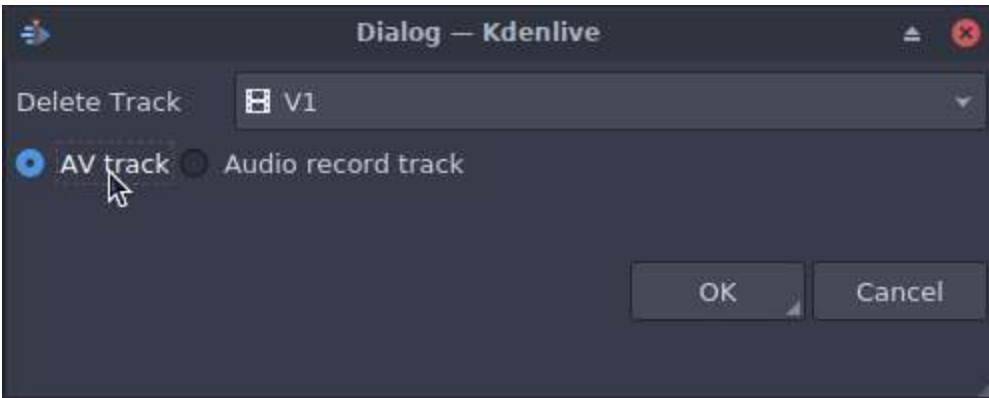 Dialog — Kdenlive
Delete Track V1
AV track Audio record track
OK Cancel